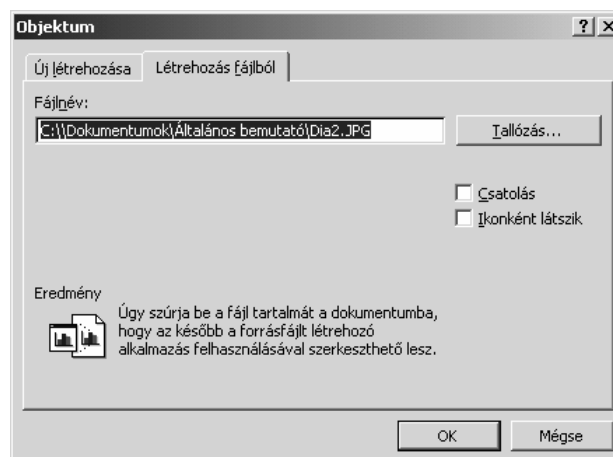 Objektum
Új létrehozása
Létrehozás fájlból
Fájlnév:
C:\\Dokumentumok\Általános bemutató\Dia2.JPG
Tallózás...
Csatolás
Ikonként látszik
Eredmény
Úgy szúrja be a fájl tartalmát a dokumentumba,
hogy az később a forrásfájlt létrehozó
alkalmazás felhasználásával szerkeszthető lesz.
OK
Mégse